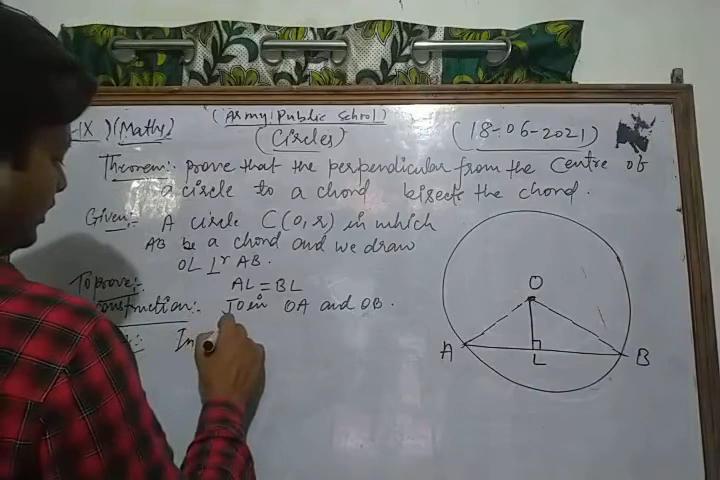 (Army Public School)
-IX) (Maths)
(Circles)
(18-06-2021)
Theorem:- prove that the perpendicular from the Centre of
a circle to a chord bisects the chord.
Given:- A circle C(O, r) in which
AB be a chord and we draw
OL ⊥r AB.
To prove:- AL = BL
onstruction:- Join OA and OB.
In
O
A
L
B